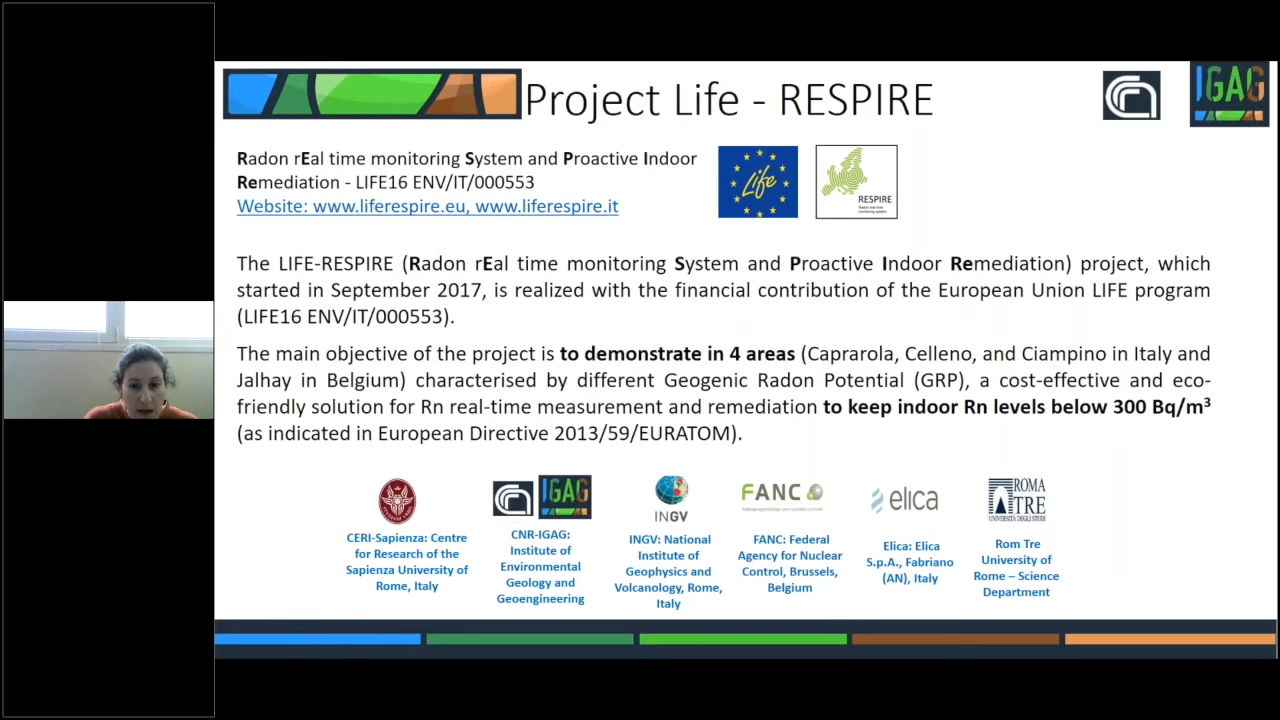 Project Life - RESPIRE
IGAG
Radon rEal time monitoring System and Proactive Indoor
Remediation - LIFE16 ENV/IT/000553
Website: www.liferespire.eu, www.liferespire.it
Life
RESPIRE
Radon real time
monitoring system
The LIFE-RESPIRE (Radon rEal time monitoring System and Proactive Indoor Remediation) project, which
started in September 2017, is realized with the financial contribution of the European Union LIFE program
(LIFE16 ENV/IT/000553).
The main objective of the project is to demonstrate in 4 areas (Caprarola, Celleno, and Ciampino in Italy and
Jalhay in Belgium) characterised by different Geogenic Radon Potential (GRP), a cost-effective and eco-
friendly solution for Rn real-time measurement and remediation to keep indoor Rn levels below 300 Bq/m³
(as indicated in European Directive 2013/59/EURATOM).
CERI-Sapienza: Centre
for Research of the
Sapienza University of
Rome, Italy
IGAG
CNR-IGAG:
Institute of
Environmental
Geology and
Geoengineering
INGV
INGV: National
Institute of
Geophysics and
Volcanology, Rome,
Italy
FANC
FANC: Federal
Agency for Nuclear
Control, Brussels,
Belgium
elica
Elica: Elica
S.p.A., Fabriano
(AN), Italy
ROMA
TRE
UNIVERSITÀ DEGLI STUDI
Rom Tre
University of
Rome – Science
Department